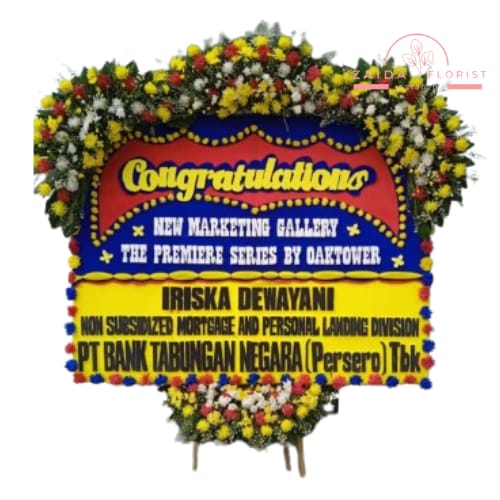 ZAIDA FLORIST
Congratulations
NEW MARKETING GALLERY
THE PREMIERE SERIES BY OAKTOWER
IRISKA DEWAYANI
NON SUBSIDIZED MORTGAGE AND PERSONAL LANDING DIVISION
PT BANK TABUNGAN NEGARA (Persero) Tbk